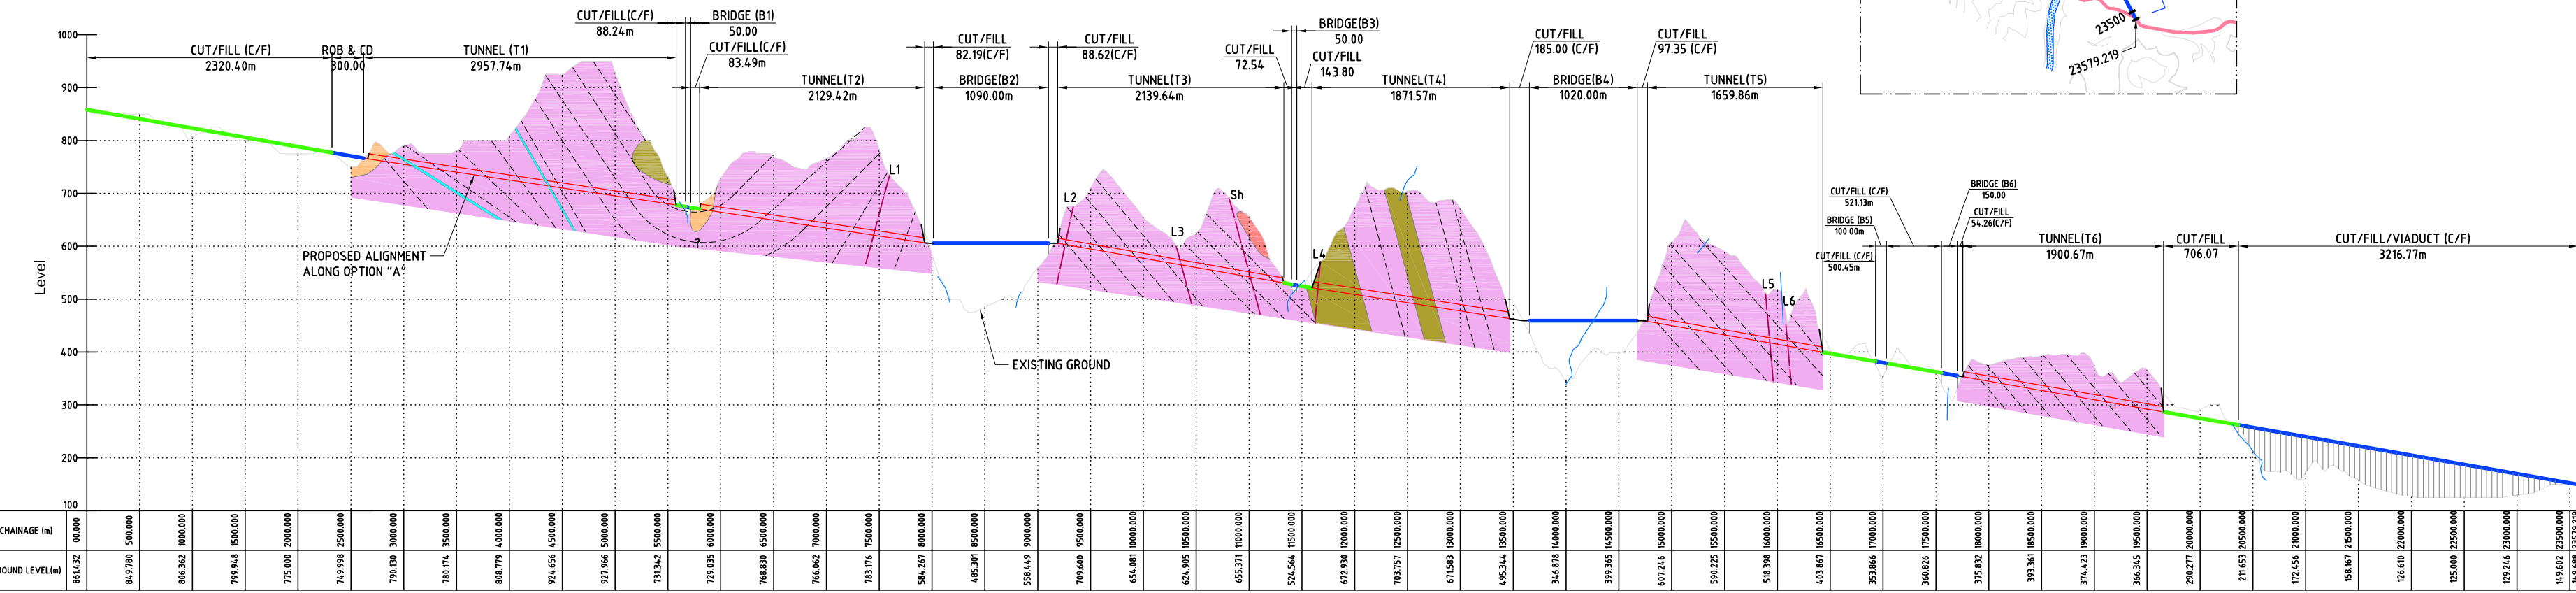 CUT/FILL(C/F)
88.24m
BRIDGE (B1)
50.00
CUT/FILL(C/F)
83.49m
CUT/FILL (C/F)
2320.40m
ROB & CD
300.00
TUNNEL (T1)
2957.74m
TUNNEL(T2)
2129.42m
CUT/FILL
82.19(C/F)
BRIDGE(B2)
1090.00m
CUT/FILL
88.62(C/F)
TUNNEL(T3)
2139.64m
CUT/FILL
72.54
BRIDGE(B3)
50.00
CUT/FILL
143.80
TUNNEL(T4)
1871.57m
CUT/FILL
185.00 (C/F)
BRIDGE(B4)
1020.00m
CUT/FILL
97.35 (C/F)
TUNNEL(T5)
1659.86m
23500
23579.219
CUT/FILL (C/F)
500.45m
BRIDGE (B5)
100.00m
CUT/FILL (C/F)
521.13m
BRIDGE (B6)
150.00
CUT/FILL
54.26(C/F)
TUNNEL(T6)
1900.67m
CUT/FILL
706.07
CUT/FILL/VIADUCT (C/F)
3216.77m
Level
1000
900
800
700
600
500
400
300
200
100
PROPOSED ALIGNMENT
ALONG OPTION "A"
EXISTING GROUND
?
L1
L2
L3
Sh
L4
L5
L6
CHAINAGE (m) 00.000 500.000 1000.000 1500.000 2000.000 2500.000 3000.000 3500.000 4000.000 4500.000 5000.000 5500.000 6000.000 6500.000 7000.000 7500.000 8000.000 8500.000 9000.000 9500.000 10000.000 10500.000 11000.000 11500.000 12000.000 12500.000 13000.000 13500.000 14000.000 14500.000 15000.000 15500.000 16000.000 16500.000 17000.000 17500.000 18000.000 18500.000 19000.000 19500.000 20000.000 20500.000 21000.000 21500.000 22000.000 22500.000 23000.000 23500.000 23579.219
ROUND LEVEL(m) 861.432 849.780 806.362 799.948 775.000 749.998 790.130 780.174 808.779 924.656 927.966 731.342 729.035 768.830 766.062 783.176 584.267 485.301 558.449 709.600 654.081 624.905 655.371 524.564 672.930 703.757 671.583 495.344 346.878 399.365 607.246 590.225 518.398 403.867 353.866 360.826 375.832 393.361 374.423 366.345 290.277 211.653 172.456 158.167 126.610 125.000 129.246 149.602